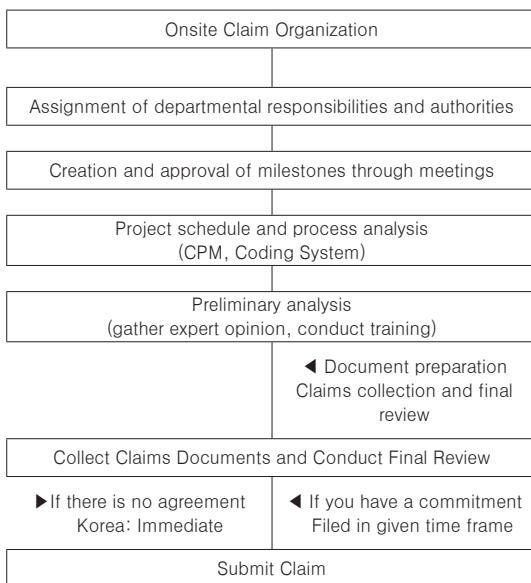 Onsite Claim Organization
Assignment of departmental responsibilities and authorities
Creation and approval of milestones through meetings
Project schedule and process analysis
(CPM, Coding System)
Preliminary analysis
(gather expert opinion, conduct training)
◀ Document preparation
Claims collection and final
review
Collect Claims Documents and Conduct Final Review
▶If there is no agreement
Korea: Immediate
◀ If you have a commitment
Filed in given time frame
Submit Claim